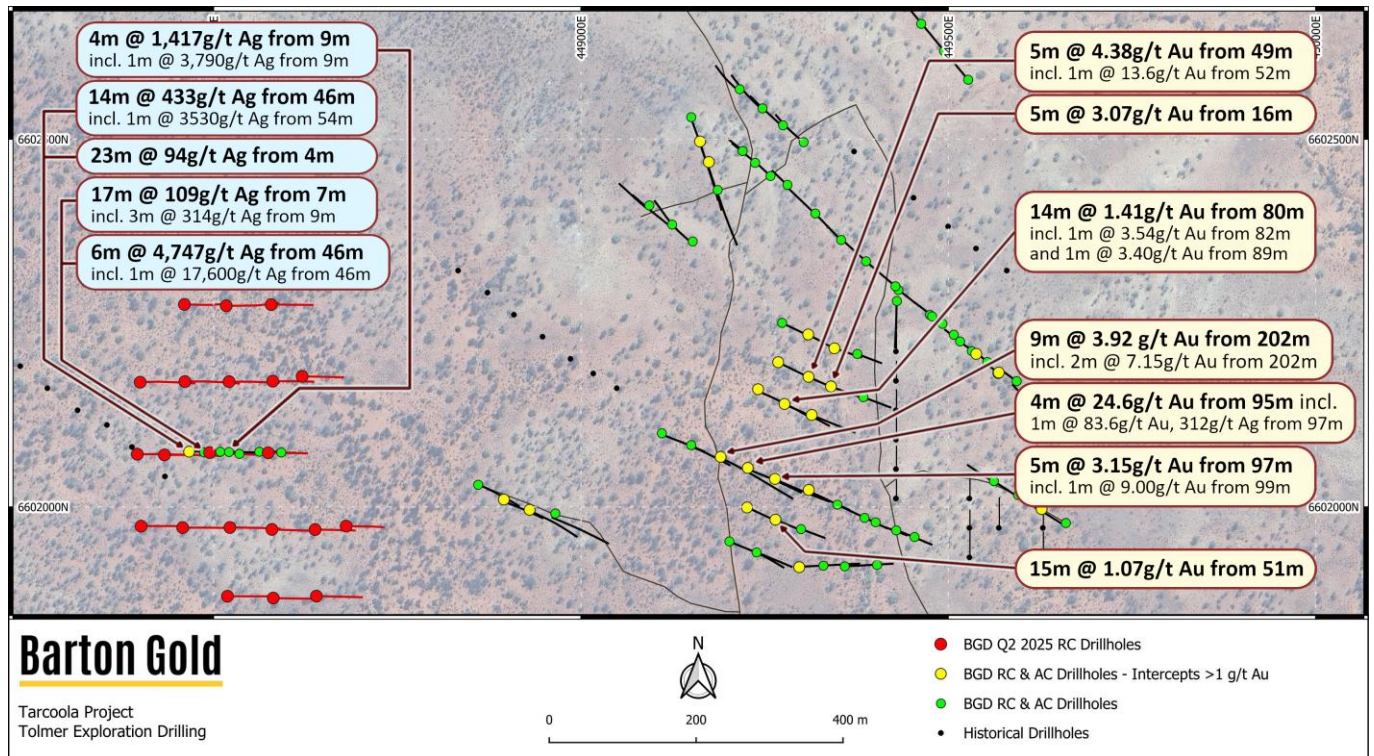 4m @ 1,417g/t Ag from 9m
incl. 1m @ 3,790g/t Ag from 9m
14m @ 433g/t Ag from 46m
incl. 1m @ 3530g/t Ag from 54m
23m @ 94g/t Ag from 4m
17m @ 109g/t Ag from 7m
incl. 3m @ 314g/t Ag from 9m
6m @ 4,747g/t Ag from 46m
incl. 1m @ 17,600g/t Ag from 46m
449000E
449500E
6602500N
6602000N
5m @ 4.38g/t Au from 49m
incl. 1m @ 13.6g/t Au from 52m
5m @ 3.07g/t Au from 16m
14m @ 1.41g/t Au from 80m
incl. 1m @ 3.54g/t Au from 82m
and 1m @ 3.40g/t Au from 89m
9m @ 3.92 g/t Au from 202m
incl. 2m @ 7.15g/t Au from 202m
4m @ 24.6g/t Au from 95m incl.
1m @ 83.6g/t Au, 312g/t Ag from 97m
5m @ 3.15g/t Au from 97m
incl. 1m @ 9.00g/t Au from 99m
15m @ 1.07g/t Au from 51m
6602500N
6602000N
Barton Gold
Tarcoola Project
Tolmer Exploration Drilling
N
0 200 400 m
BGD Q2 2025 RC Drillholes
BGD RC & AC Drillholes - Intercepts >1 g/t Au
BGD RC & AC Drillholes
Historical Drillholes